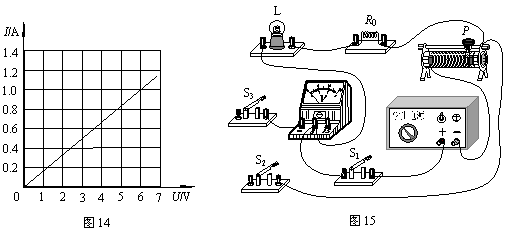 I/A
1.4
1.2
1.0
0.8
0.6
0.4
0.2
0 1 2 3 4 5 6 7 U/V
图14
L
R₀
P
S₃
V
S₂
S₁
+ −
图15